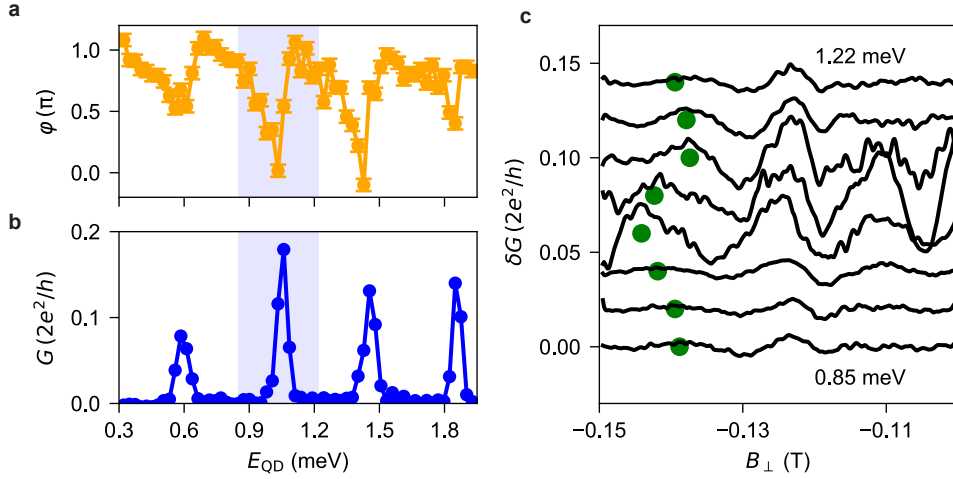 a
1.0
0.5
0.0
φ (π)
b
0.2
0.1
0.0
G (2e²/h)
0.3 0.6 0.9 1.2 1.5 1.8
E_QD (meV)
c
0.15
0.10
0.05
0.00
δG (2e²/h)
1.22 meV
0.85 meV
−0.15 −0.13 −0.11
B_⊥ (T)